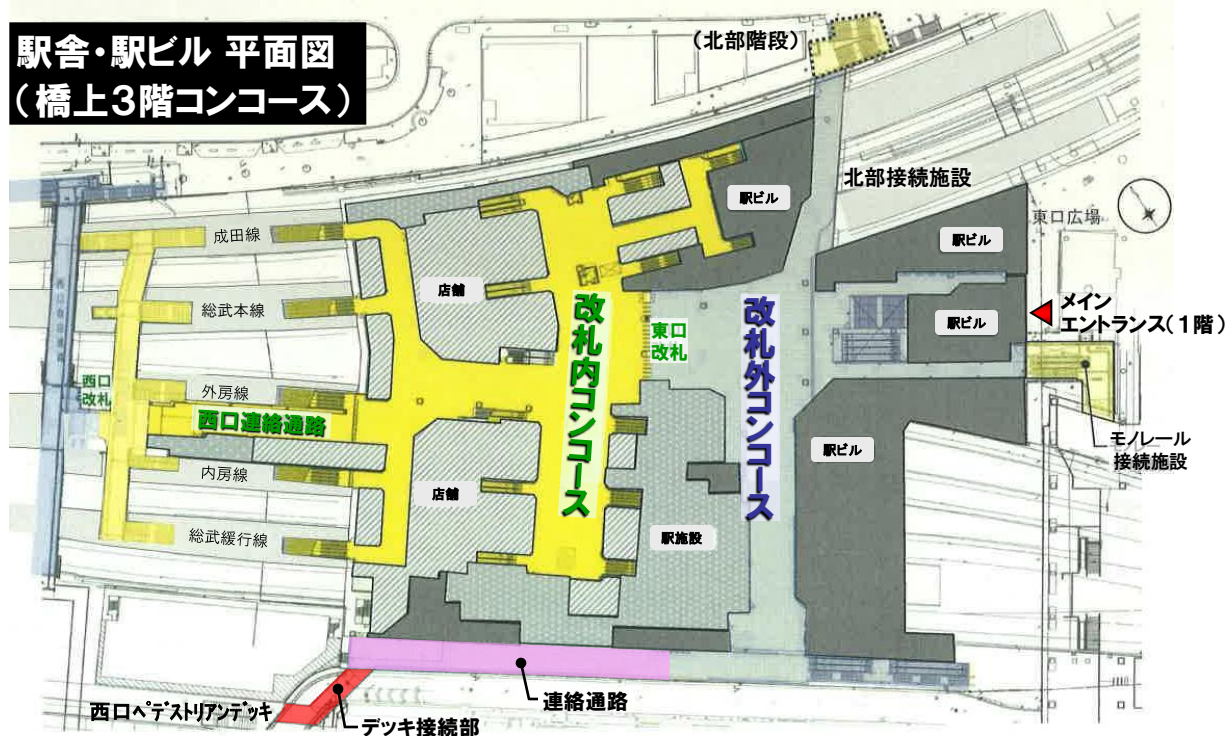 駅舎・駅ビル 平面図
(橋上3階コンコース)
(北部階段)
北部接続施設
駅ビル
東口広場
駅ビル
成田線
店舗
総武本線
改札内コンコース
東口
改札
改札外コンコース
駅ビル
メイン
エントランス(1階)
西口
改札
外房線
西口連絡通路
モノレール
接続施設
駅ビル
内房線
店舗
総武緩行線
駅施設
連絡通路
西口ペデストリアンデッキ
デッキ接続部